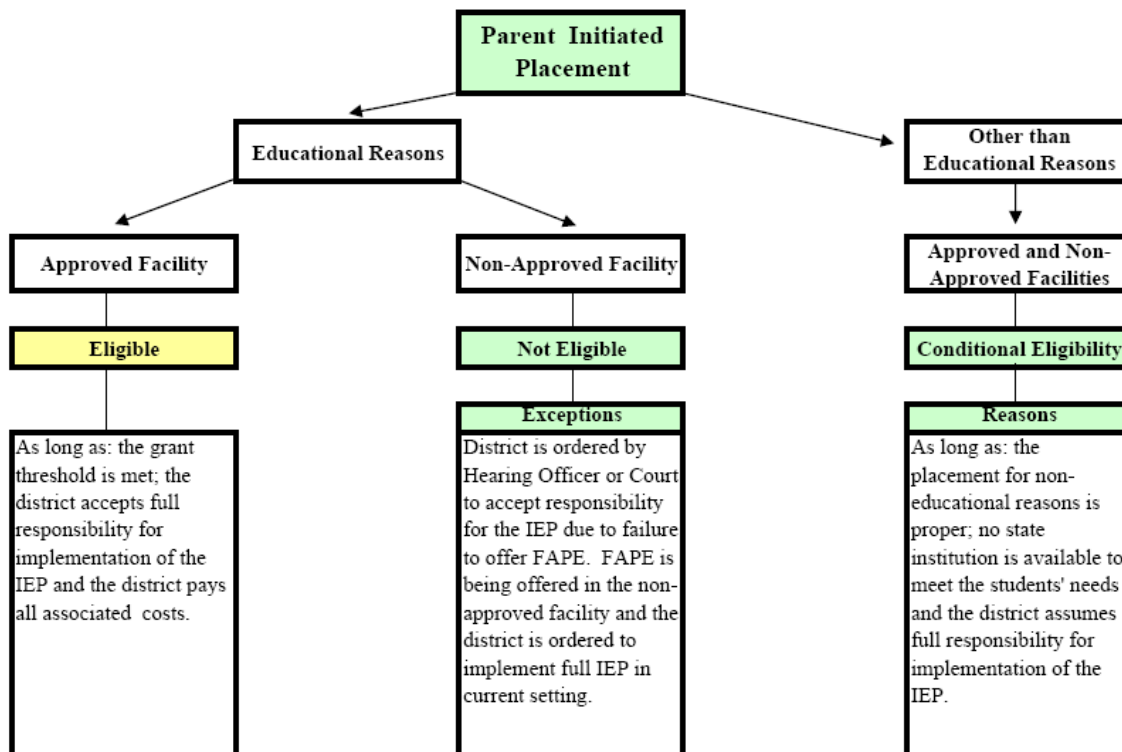 Parent Initiated
Placement
Educational Reasons
Other than
Educational Reasons
Approved Facility
Non-Approved Facility
Approved and Non-
Approved Facilities
Eligible
Not Eligible
Conditional Eligibility
Exceptions
Reasons
As long as: the grant
threshold is met; the
district accepts full
responsibility for
implementation of the
IEP and the district pays
all associated costs.
District is ordered by
Hearing Officer or Court
to accept responsibility
for the IEP due to failure
to offer FAPE. FAPE is
being offered in the non-
approved facility and the
district is ordered to
implement full IEP in
current setting.
As long as: the
placement for non-
educational reasons is
proper; no state
institution is available to
meet the students' needs
and the district assumes
full responsibility for
implementation of the
IEP.